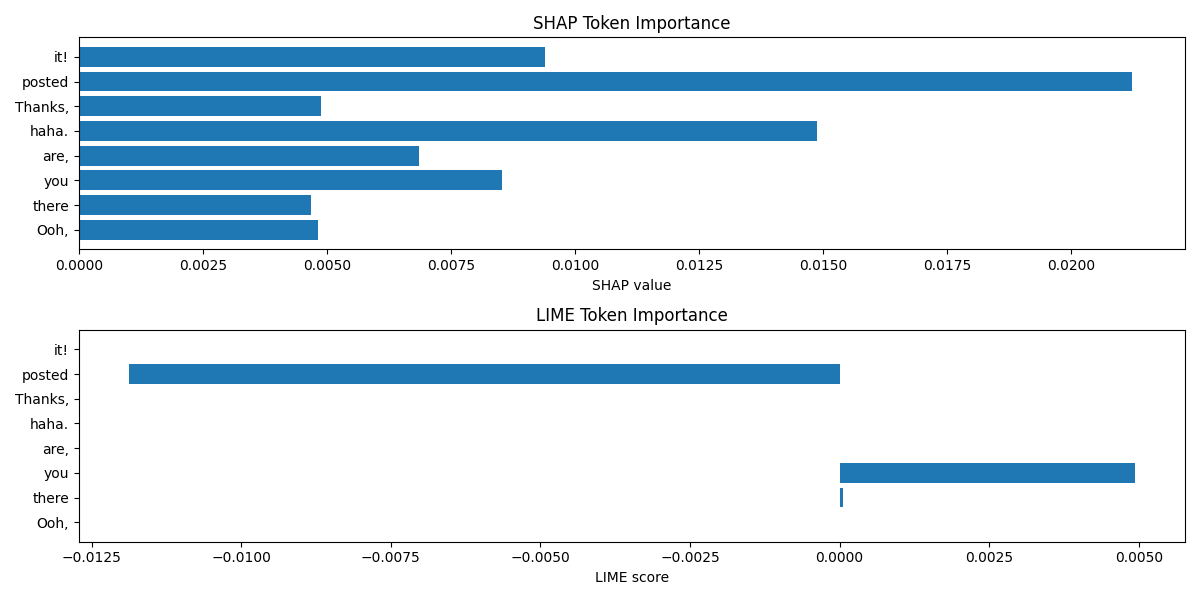 SHAP Token Importance
it!
posted
Thanks,
haha.
are,
you
there
Ooh,
0.0000 0.0025 0.0050 0.0075 0.0100 0.0125 0.0150 0.0175 0.0200
SHAP value
LIME Token Importance
it!
posted
Thanks,
haha.
are,
you
there
Ooh,
−0.0125 −0.0100 −0.0075 −0.0050 −0.0025 0.0000 0.0025 0.0050
LIME score